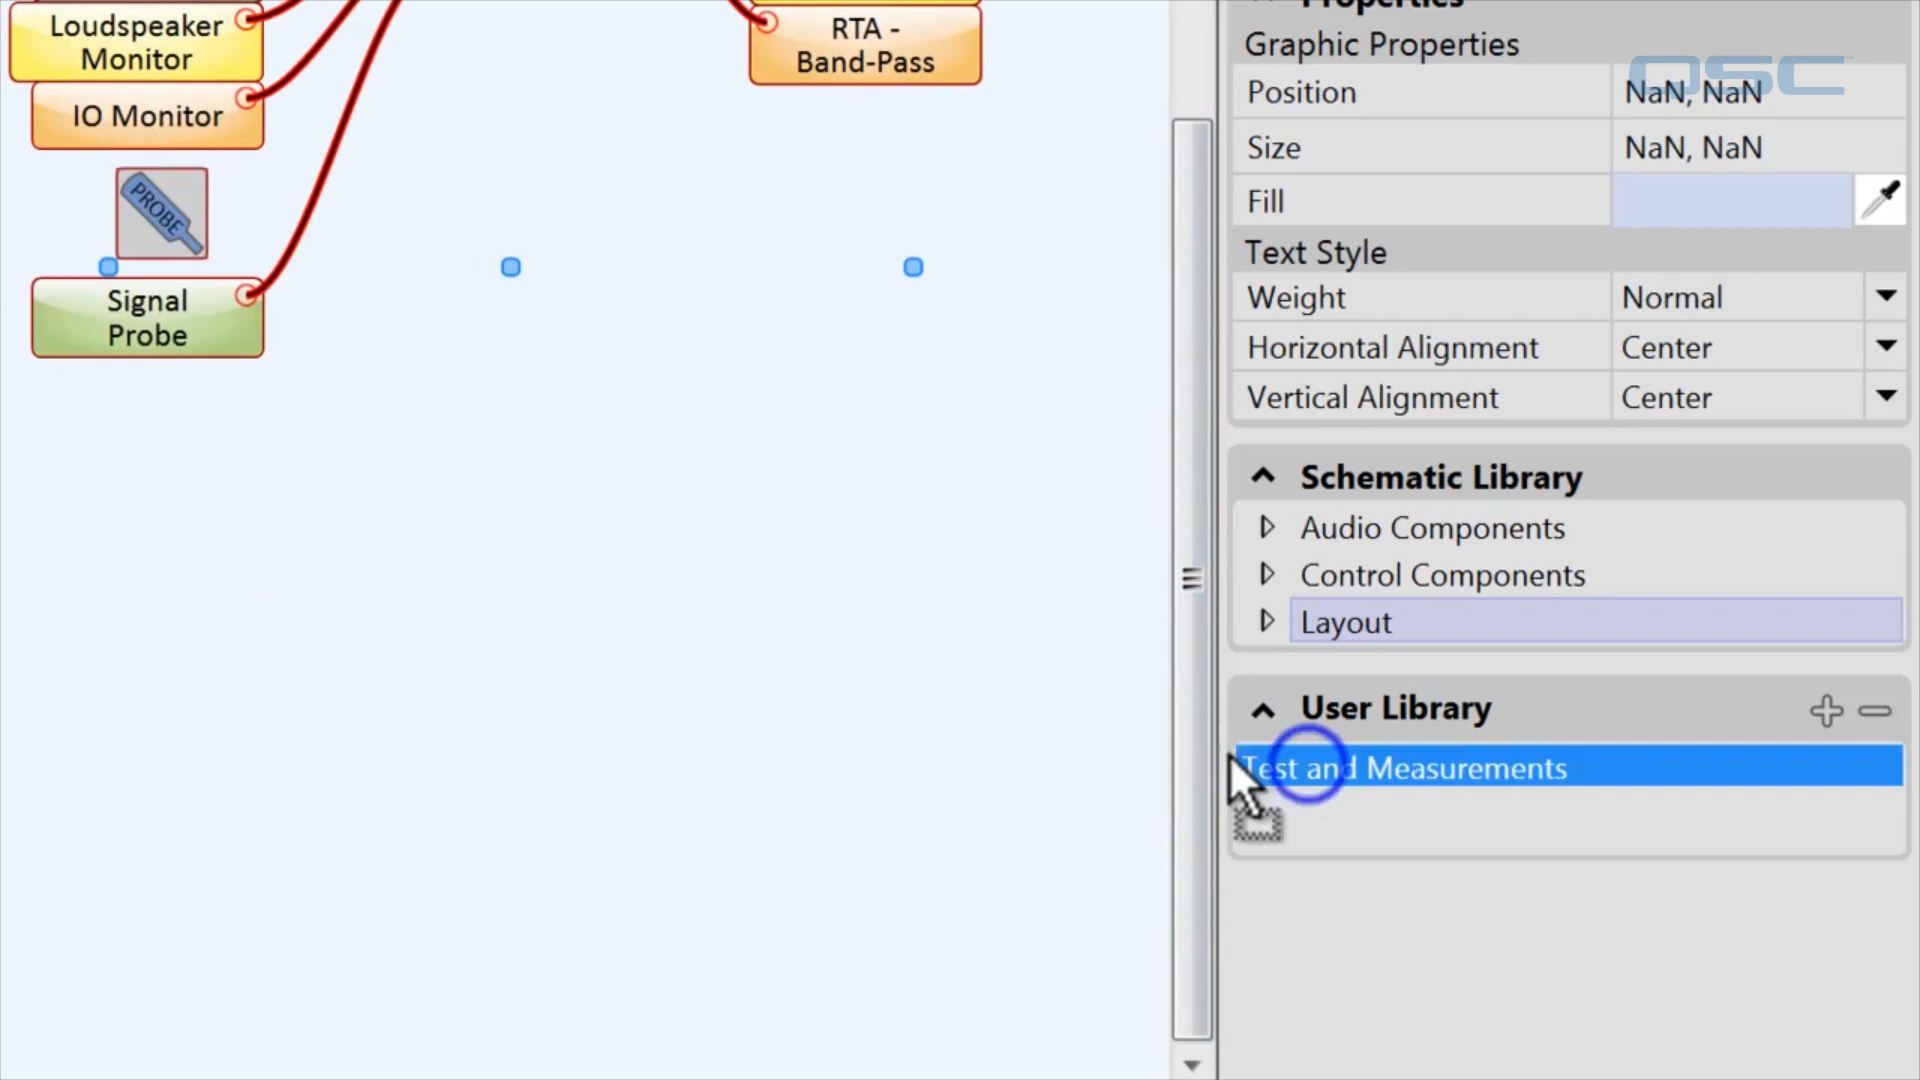 Loudspeaker
Monitor
IO Monitor
PROBE
Signal
Probe
RTA -
Band-Pass
Properties
Graphic Properties
QSC
Position NaN, NaN
Size NaN, NaN
Fill
Text Style
Weight Normal
Horizontal Alignment Center
Vertical Alignment Center
Schematic Library
Audio Components
Control Components
Layout
User Library
Test and Measurements